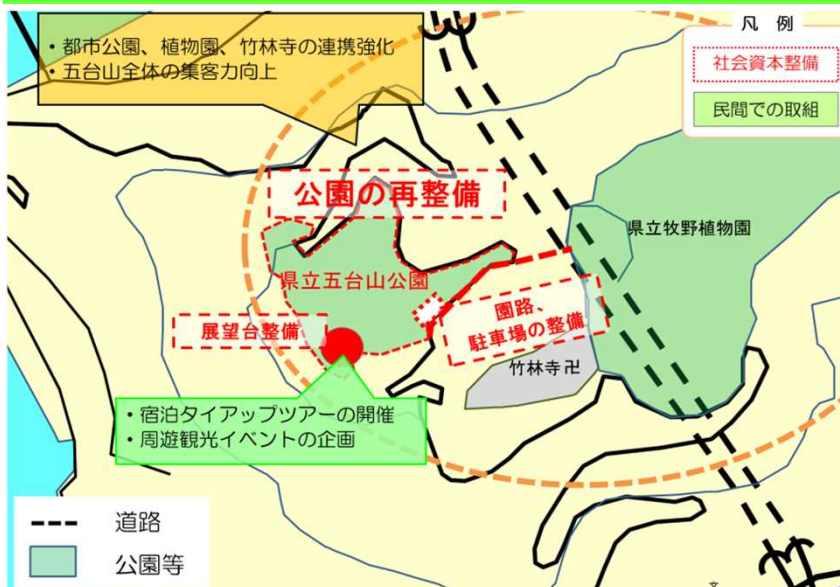 ・都市公園、植物園、竹林寺の連携強化
・五台山全体の集客力向上
凡 例
社会資本整備
民間での取組
公園の再整備
県立牧野植物園
県立五台山公園
園路、
駐車場の整備
展望台整備
竹林寺卍
・宿泊タイアップツアーの開催
・周遊観光イベントの企画
道路
公園等